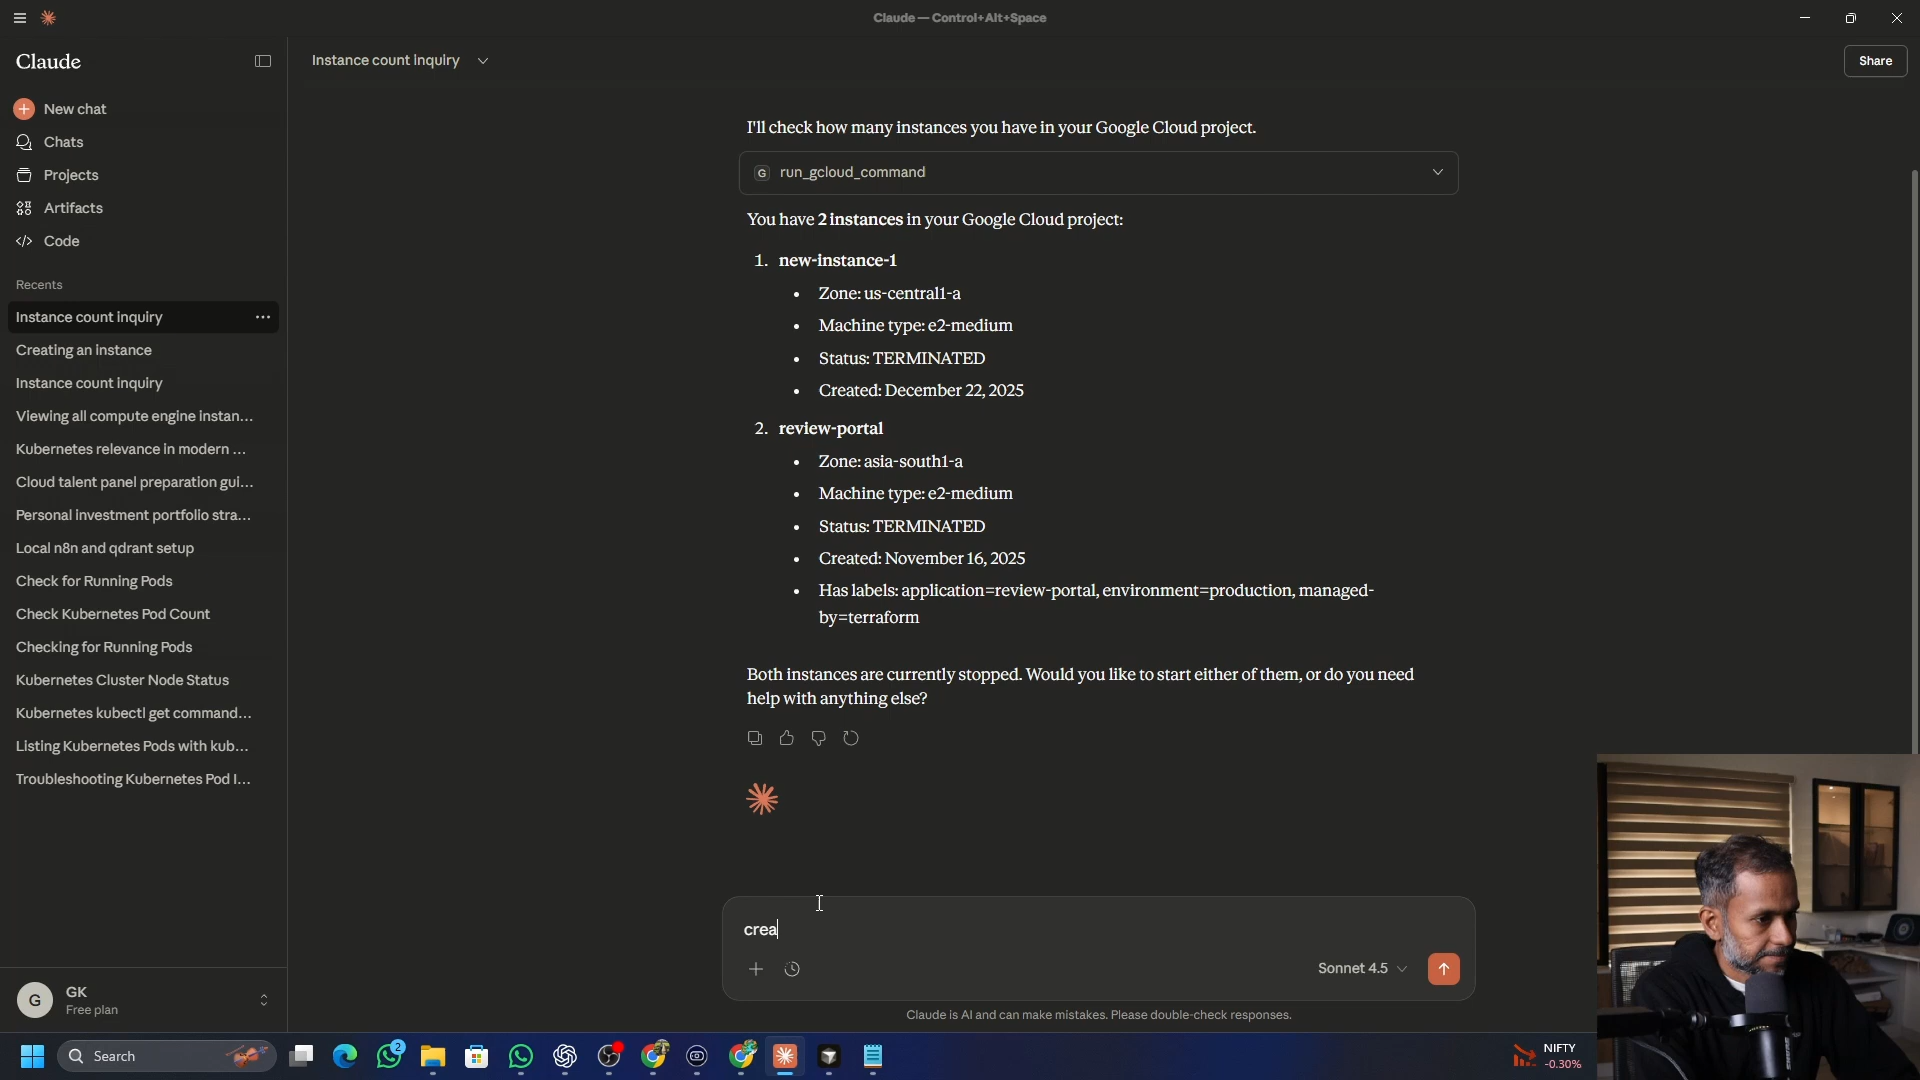 Claude — Control+Alt+Space
Claude
Instance count inquiry
Share
New chat
Chats
Projects
Artifacts
Code
Recents
Instance count inquiry
Creating an instance
Instance count inquiry
Viewing all compute engine instan...
Kubernetes relevance in modern ...
Cloud talent panel preparation gui...
Personal investment portfolio stra...
Local n8n and qdrant setup
Check for Running Pods
Check Kubernetes Pod Count
Checking for Running Pods
Kubernetes Cluster Node Status
Kubernetes kubectl get command...
Listing Kubernetes Pods with kub...
Troubleshooting Kubernetes Pod I...
G
GK
Free plan
I'll check how many instances you have in your Google Cloud project.
G run_gcloud_command
You have 2 instances in your Google Cloud project:
1. new-instance-1
• Zone: us-central1-a
• Machine type: e2-medium
• Status: TERMINATED
• Created: December 22, 2025
2. review-portal
• Zone: asia-south1-a
• Machine type: e2-medium
• Status: TERMINATED
• Created: November 16, 2025
• Has labels: application=review-portal, environment=production, managed-
by=terraform
Both instances are currently stopped. Would you like to start either of them, or do you need
help with anything else?
crea
Sonnet 4.5
Claude is AI and can make mistakes. Please double-check responses.
Search
2
NIFTY
-0.30%